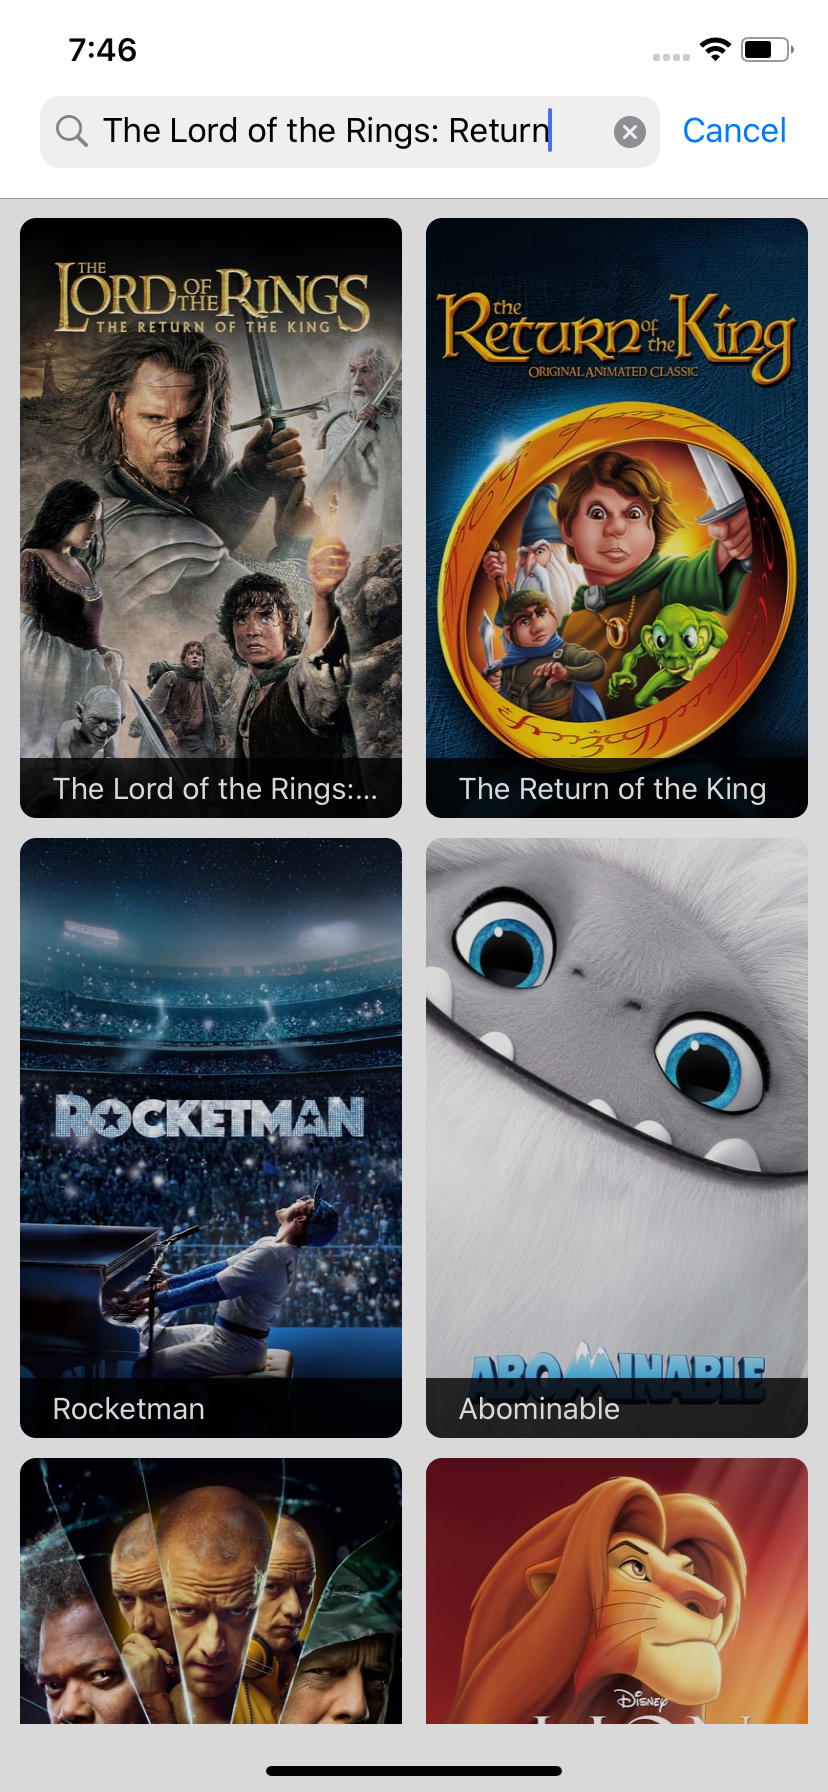 7:46
The Lord of the Rings: Return
Cancel
THE
LORD OF THE RINGS
THE RETURN OF THE KING
The Lord of the Rings:...
the
Return of the King
ORIGINAL ANIMATED CLASSIC
The Return of the King
ROCKETMAN
Rocketman
ABOMINABLE
Abominable
DISNEY